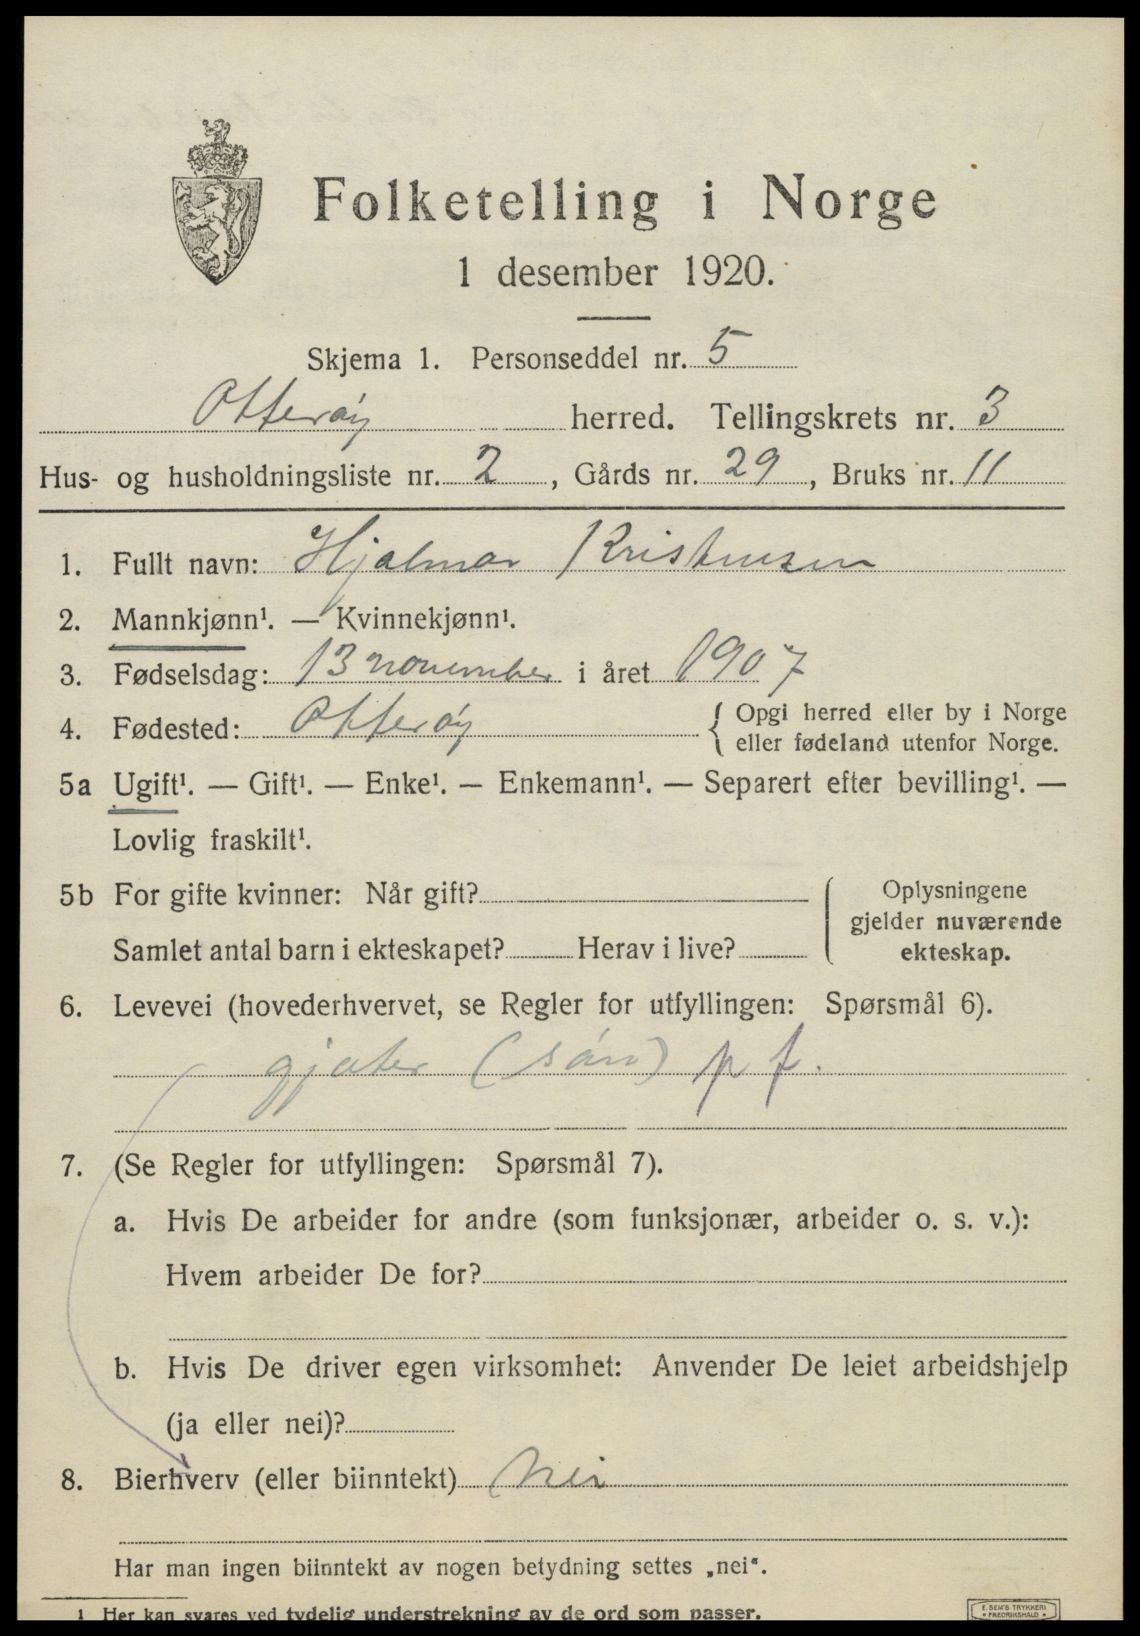 Folketelling i Norge
1 desember 1920.
Skjema 1. Personseddel nr. 5
Otterøy herred. Tellingskrets nr. 3
Hus- og husholdningsliste nr. 2, Gårds nr. 29, Bruks nr. 11
1. Fullt navn: Hjalmar Kristensen
2. Mannkjønn¹. — Kvinnekjønn¹.
3. Fødselsdag: 13 november i året 1907
4. Fødested: Otterøy { Opgi herred eller by i Norge
eller fødeland utenfor Norge.
5a Ugift¹. — Gift¹. — Enke¹. — Enkemann¹. — Separert efter bevilling¹. —
Lovlig fraskilt¹.
5b For gifte kvinner: Når gift?
Samlet antal barn i ekteskapet? Herav i live?
Oplysningene
gjelder nuværende
ekteskap.
6. Levevei (hovederhvervet, se Regler for utfyllingen: Spørsmål 6).
gjæter (søn) p f.
7. (Se Regler for utfyllingen: Spørsmål 7).
a. Hvis De arbeider for andre (som funksjonær, arbeider o. s. v.):
Hvem arbeider De for?
b. Hvis De driver egen virksomhet: Anvender De leiet arbeidshjelp
(ja eller nei)?
8. Bierhverv (eller biinntekt) Nei
Har man ingen biinntekt av nogen betydning settes „nei“.
1 Her kan svares ved tydelig understrekning av de ord som passer.
E. SEM'S TRYKKERI
• FREDRIKSHALD •